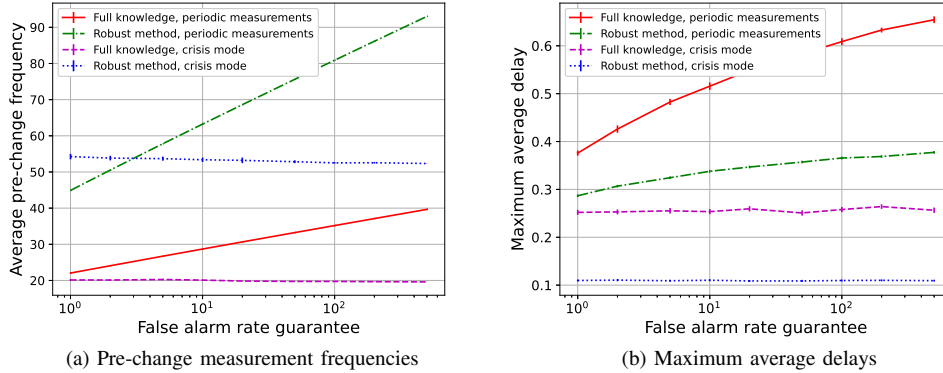 Full knowledge, periodic measurements
Robust method, periodic measurements
Full knowledge, crisis mode
Robust method, crisis mode
Average pre-change frequency
90
80
70
60
50
40
30
20
10⁰
10¹
10²
False alarm rate guarantee
(a) Pre-change measurement frequencies
Full knowledge, periodic measurements
Robust method, periodic measurements
Full knowledge, crisis mode
Robust method, crisis mode
Maximum average delay
0.6
0.5
0.4
0.3
0.2
0.1
10⁰
10¹
10²
False alarm rate guarantee
(b) Maximum average delays